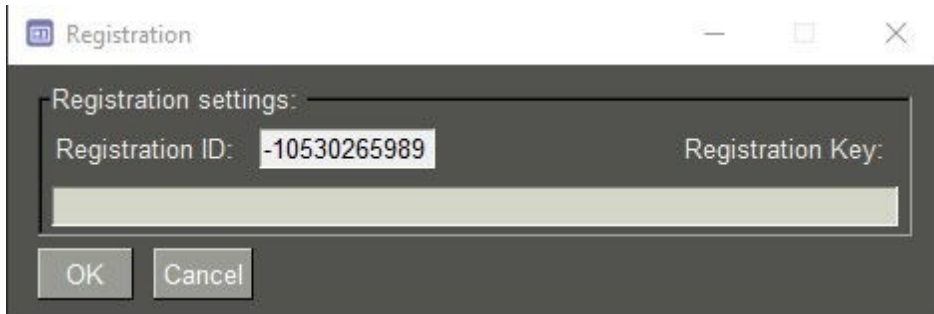 Registration
Registration settings:
Registration ID: -10530265989 Registration Key:
OK Cancel